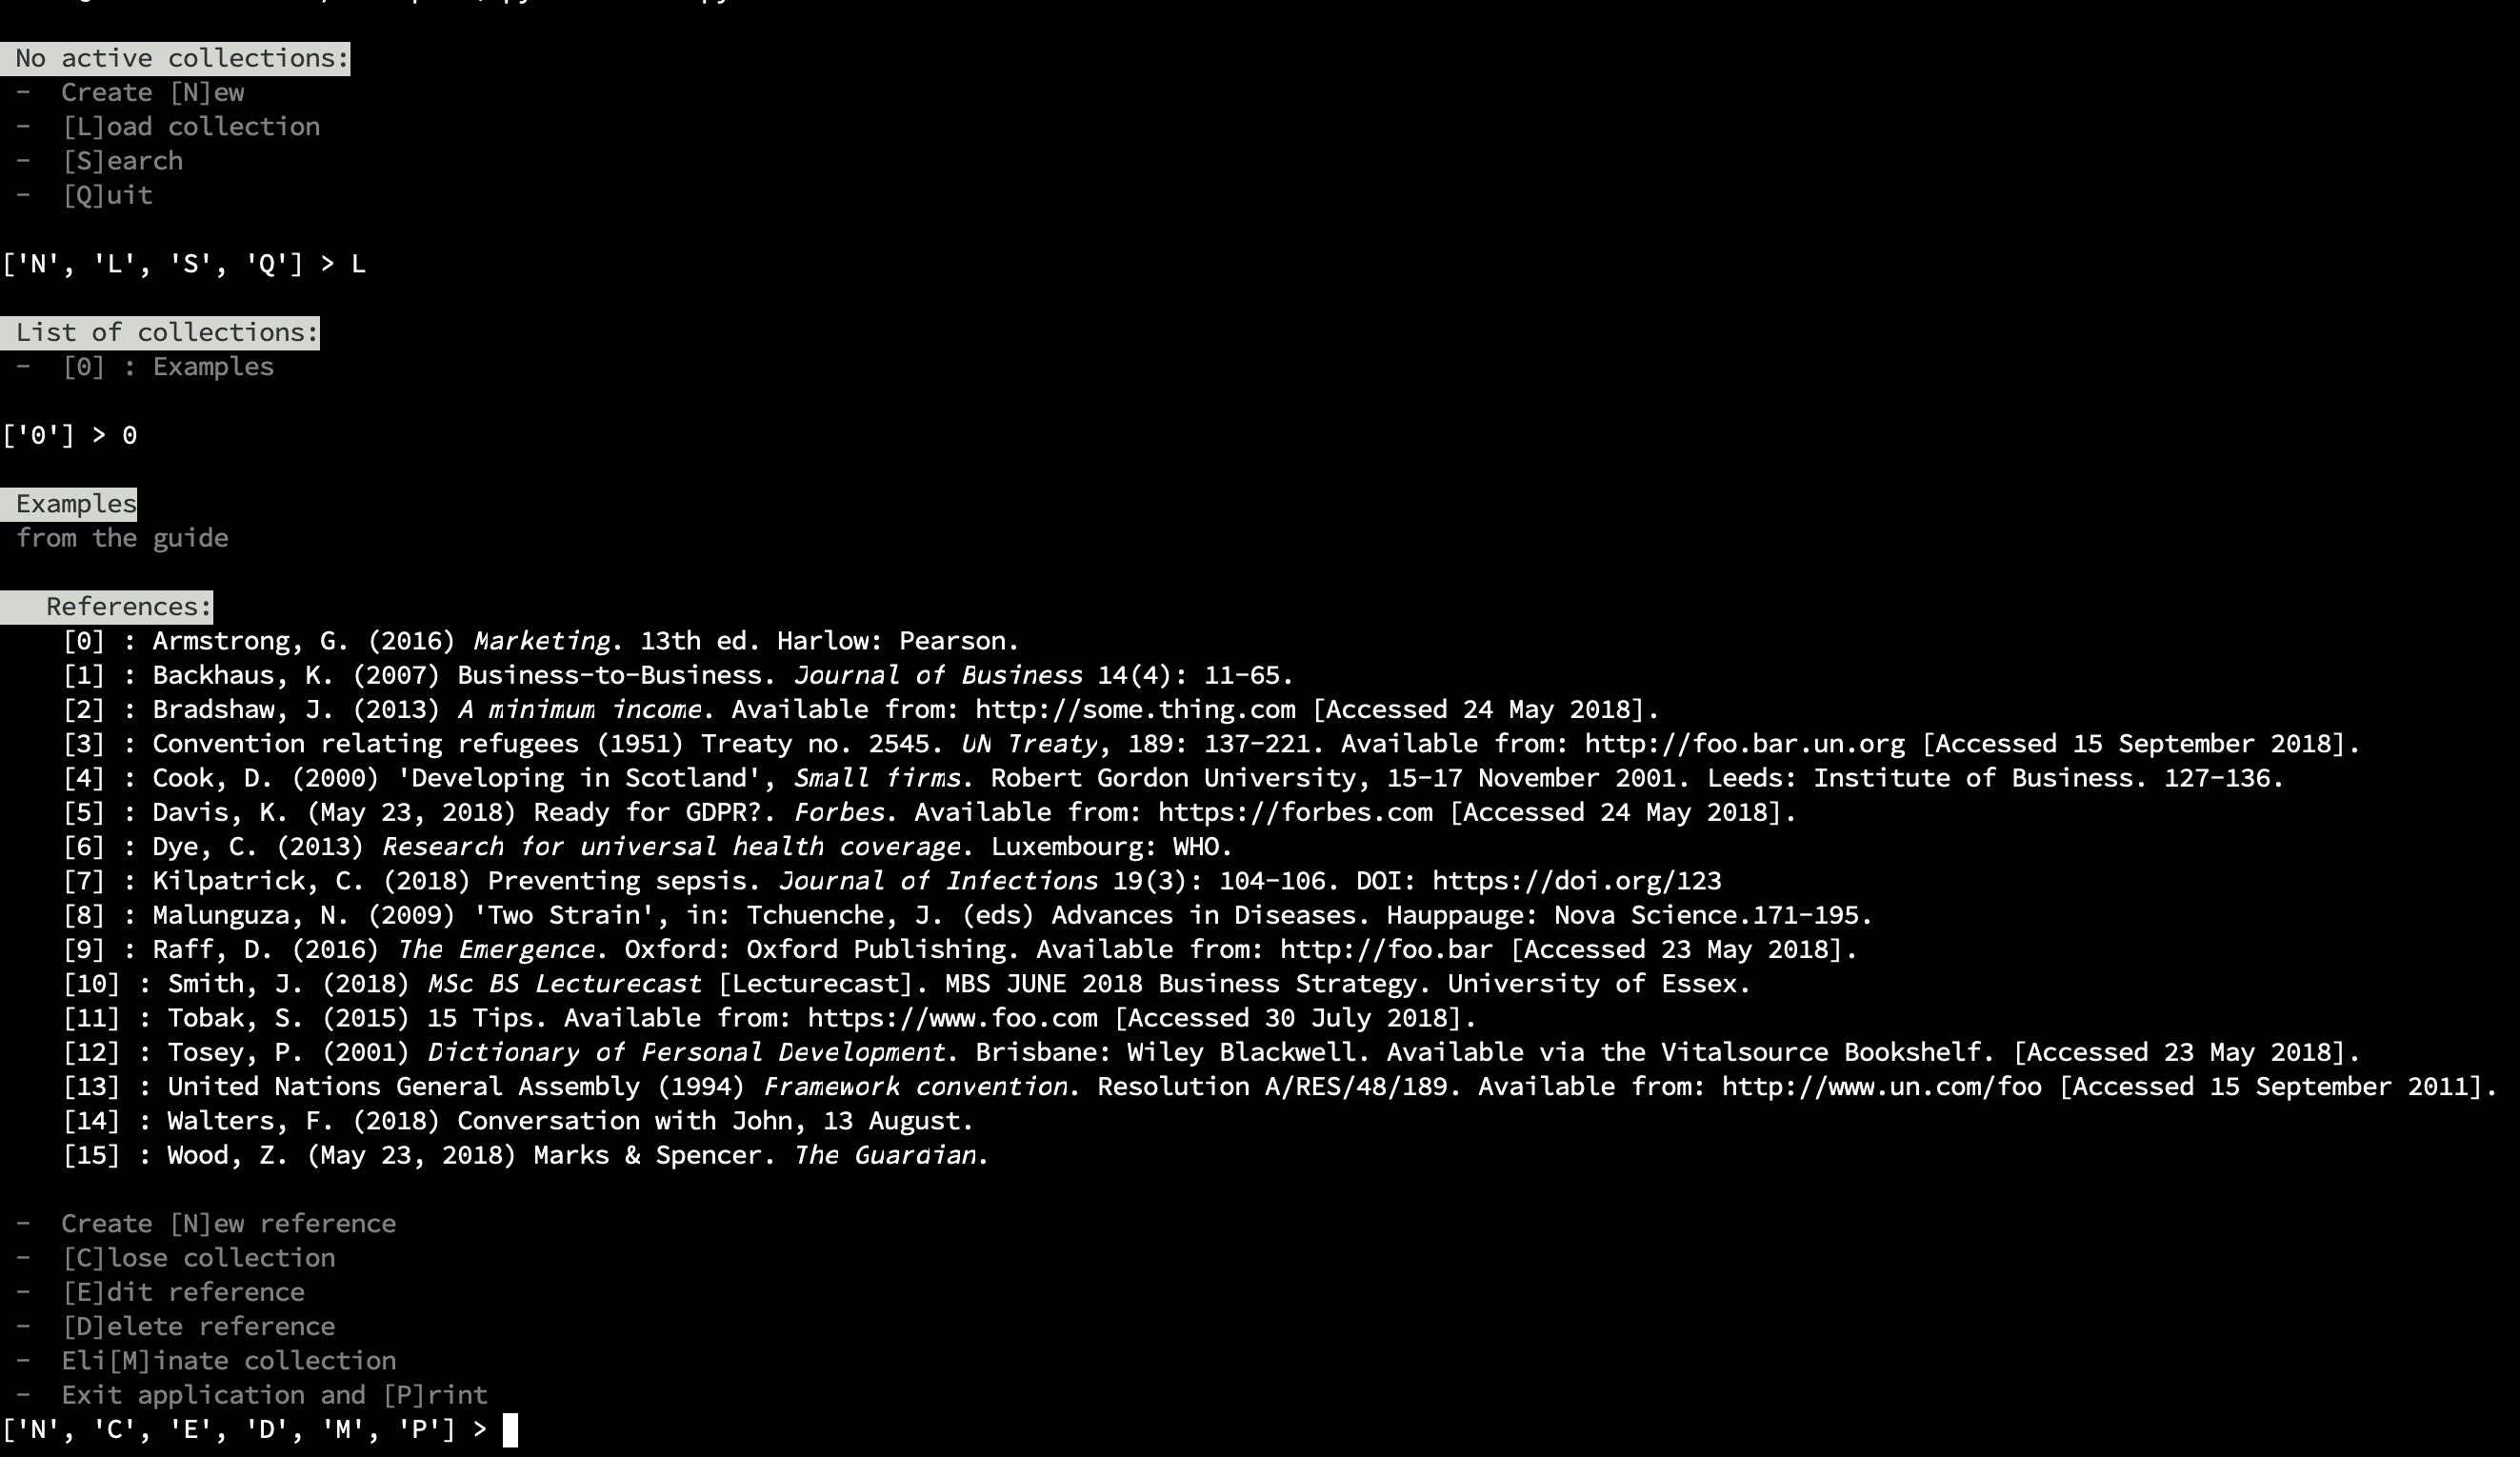 No active collections:
-  Create [N]ew
-  [L]oad collection
-  [S]earch
-  [Q]uit
['N', 'L', 'S', 'Q'] > L
List of collections:
-  [0] : Examples
['0'] > 0
Examples
from the guide
References:
[0] : Armstrong, G. (2016) Marketing. 13th ed. Harlow: Pearson.
[1] : Backhaus, K. (2007) Business-to-Business. Journal of Business 14(4): 11-65.
[2] : Bradshaw, J. (2013) A minimum income. Available from: http://some.thing.com [Accessed 24 May 2018].
[3] : Convention relating refugees (1951) Treaty no. 2545. UN Treaty, 189: 137-221. Available from: http://foo.bar.un.org [Accessed 15 September 2018].
[4] : Cook, D. (2000) 'Developing in Scotland', Small firms. Robert Gordon University, 15-17 November 2001. Leeds: Institute of Business. 127-136.
[5] : Davis, K. (May 23, 2018) Ready for GDPR?. Forbes. Available from: https://forbes.com [Accessed 24 May 2018].
[6] : Dye, C. (2013) Research for universal health coverage. Luxembourg: WHO.
[7] : Kilpatrick, C. (2018) Preventing sepsis. Journal of Infections 19(3): 104-106. DOI: https://doi.org/123
[8] : Malunguza, N. (2009) 'Two Strain', in: Tchuenche, J. (eds) Advances in Diseases. Hauppauge: Nova Science.171-195.
[9] : Raff, D. (2016) The Emergence. Oxford: Oxford Publishing. Available from: http://foo.bar [Accessed 23 May 2018].
[10] : Smith, J. (2018) MSc BS Lecturecast [Lecturecast]. MBS JUNE 2018 Business Strategy. University of Essex.
[11] : Tobak, S. (2015) 15 Tips. Available from: https://www.foo.com [Accessed 30 July 2018].
[12] : Tosey, P. (2001) Dictionary of Personal Development. Brisbane: Wiley Blackwell. Available via the Vitalsource Bookshelf. [Accessed 23 May 2018].
[13] : United Nations General Assembly (1994) Framework convention. Resolution A/RES/48/189. Available from: http://www.un.com/foo [Accessed 15 September 2011].
[14] : Walters, F. (2018) Conversation with John, 13 August.
[15] : Wood, Z. (May 23, 2018) Marks & Spencer. The Guardian.
-  Create [N]ew reference
-  [C]lose collection
-  [E]dit reference
-  [D]elete reference
-  Eli[M]inate collection
-  Exit application and [P]rint
['N', 'C', 'E', 'D', 'M', 'P'] >